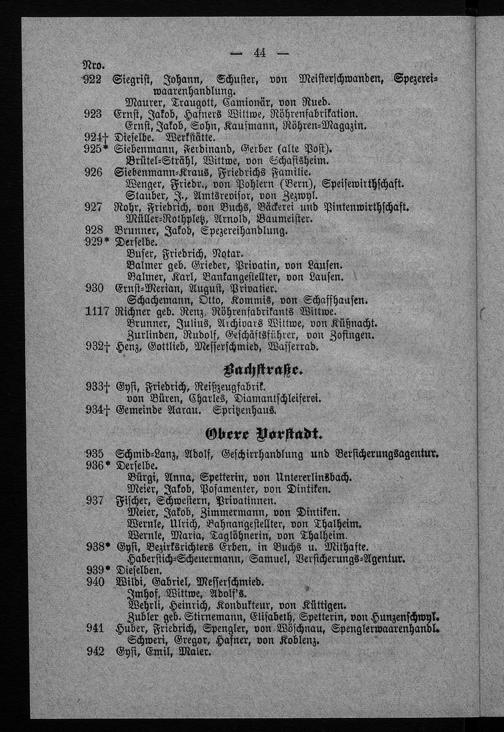 — 44 —
Nro.
922 Siegrist, Johann, Schuster, von Meisterschwanden, Spezerei=
waarenhandlung.
Maurer, Traugott, Camionär, von Rued.
923 Ernst, Jakob, Hafners Wittwe, Röhrenfabrikation.
Ernst, Jakob, Sohn, Kaufmann, Röhren=Magazin.
924† Dieselbe. Werkstätte.
925* Siebenmann, Ferdinand, Gerber (alte Post).
Brütel=Strähl, Wittwe, von Schafisheim.
926 Siebenmann=Kraus, Friedrichs Familie.
Wenger, Friedr., von Pohlern (Bern), Speisewirthschaft.
Stauber, J., Amtsrevisor, von Zezwyl.
927 Rohr, Friedrich, von Buchs, Bäckerei und Pintenwirthschaft.
Müller=Rothpletz, Arnold, Baumeister.
928 Brunner, Jakob, Spezereihandlung.
929* Derselbe.
Buser, Friedrich, Notar.
Balmer geb. Grieder, Privatin, von Lausen.
Balmer, Karl, Bankangestellter, von Lausen.
930 Ernst=Merian, August, Privatier.
Schachemann, Otto, Kommis, von Schaffhausen.
1117 Richner geb. Renz, Röhrenfabrikants Wittwe.
Brunner, Julius, Archivars Wittwe, von Küßnacht.
Zurlinden, Rudolf, Geschäftsführer, von Zofingen.
932† Henz, Gottlieb, Messerschmied, Wasserrad.
Bachstraße.
933† Gysi, Friedrich, Reißzeugfabrik.
von Büren, Charles, Diamantschleiferei.
934† Gemeinde Aarau. Spritzenhaus.
Obere Vorstadt.
935 Schmid=Lanz, Adolf, Geschirrhandlung und Versicherungsagentur.
936* Derselbe.
Bürgi, Anna, Spetterin, von Untererlinsbach.
Meier, Jakob, Posamenter, von Dintiken.
937 Fischer, Schwestern, Privatinnen.
Meier, Jakob, Zimmermann, von Dintiken.
Wernle, Ulrich, Bahnangestellter, von Thalheim.
Wernle, Maria, Taglöhnerin, von Thalheim.
938* Gysi, Bezirksrichters Erben, in Buchs u. Mithafte.
Haberstich=Scheuermann, Samuel, Versicherungs=Agentur.
939* Dieselben.
940 Wildi, Gabriel, Messerschmied.
Imhof, Wittwe, Adolf's.
Wehrli, Heinrich, Kondukteur, von Küttigen.
Zubler geb. Stirnemann, Elisabeth, Spetterin, von Hunzenschwyl.
941 Huber, Friedrich, Spengler, von Wöschnau, Spenglerwaarenhandl.
Schweri, Gregor, Hafner, von Koblenz.
942 Gysi, Emil, Maler.